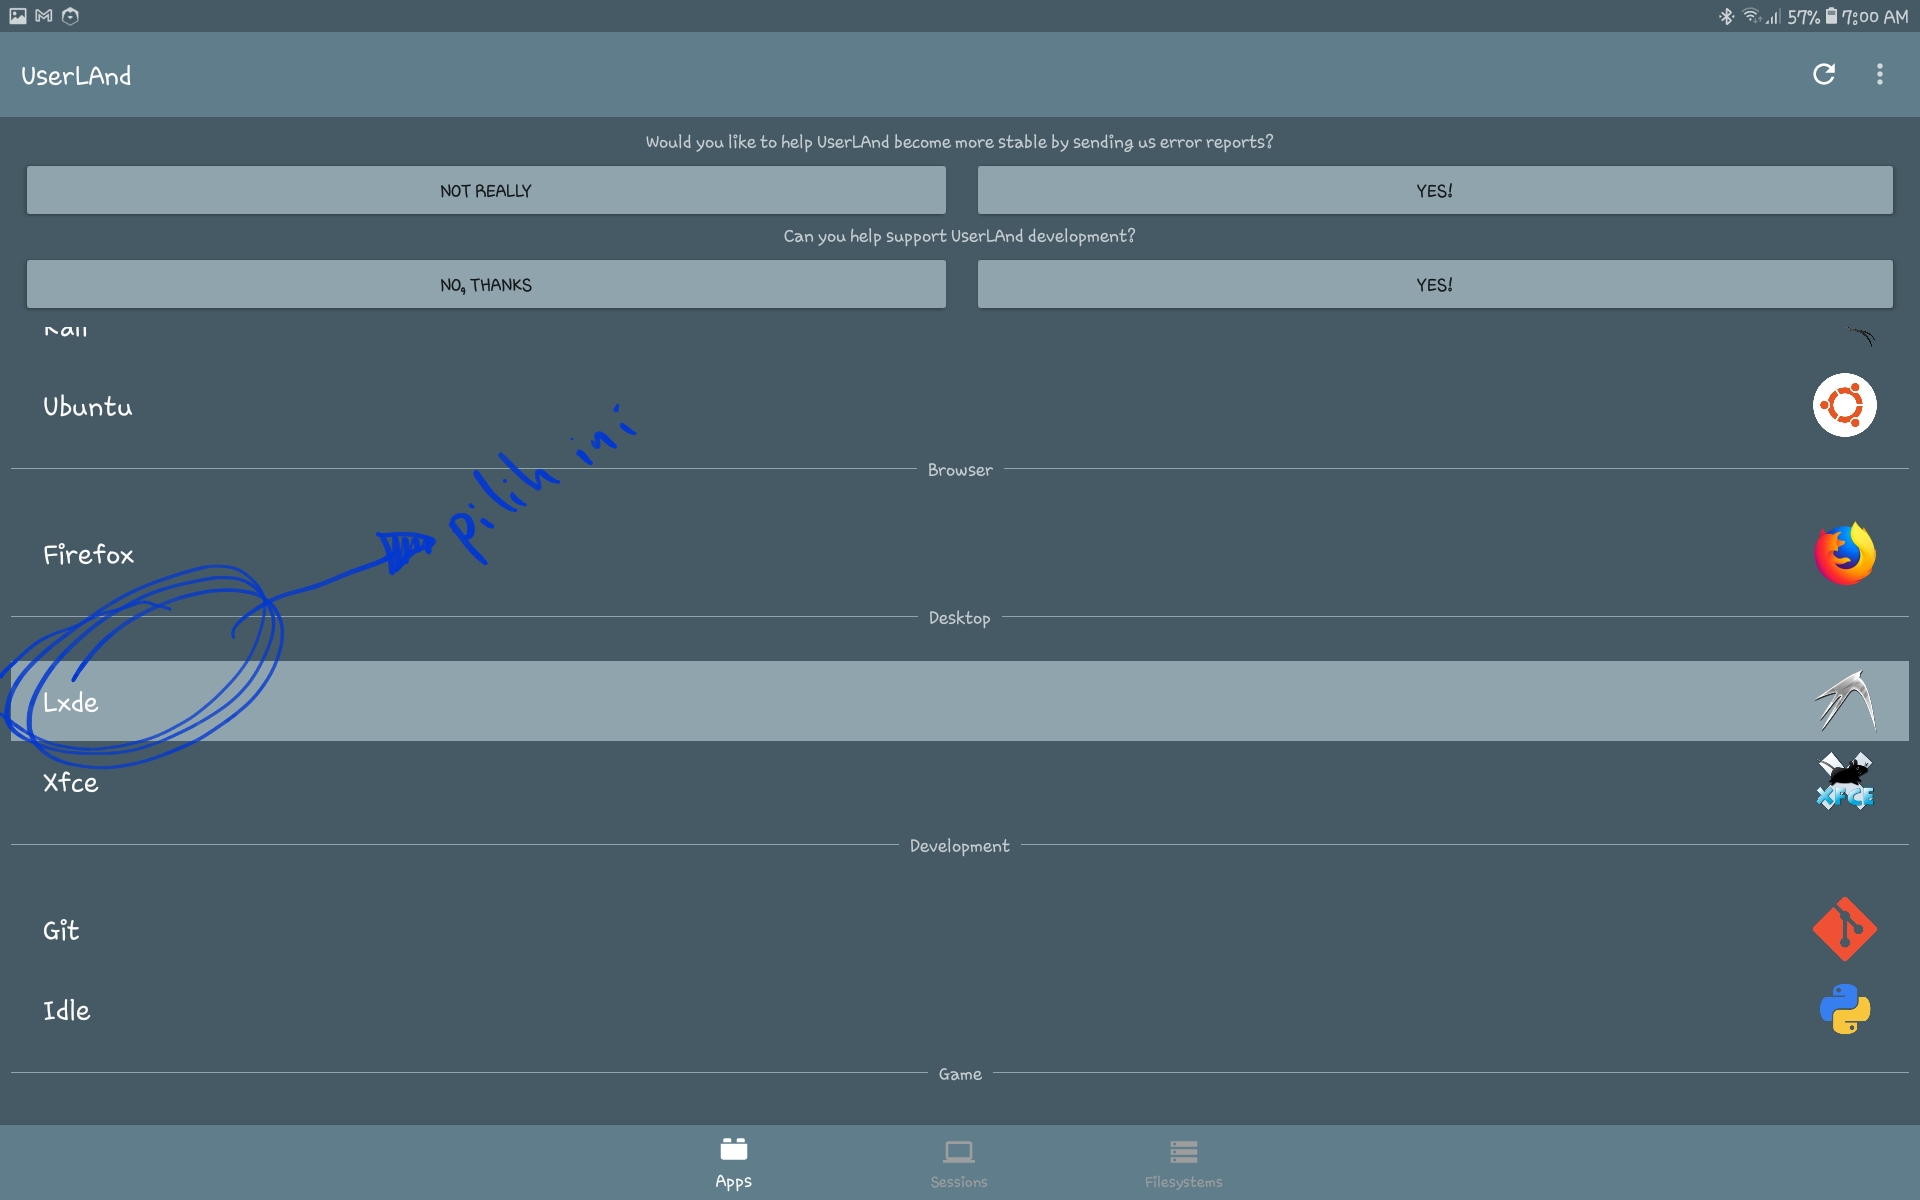 57% 7:00 AM
UserLAnd
Would you like to help UserLAnd become more stable by sending us error reports?
NOT REALLY YES!
Can you help support UserLAnd development?
NO, THANKS YES!
Kali
Ubuntu
pilih ini
Browser
Firefox
Desktop
Lxde
Xfce
XFCE
Development
Git
Idle
Game
Apps Sessions Filesystems